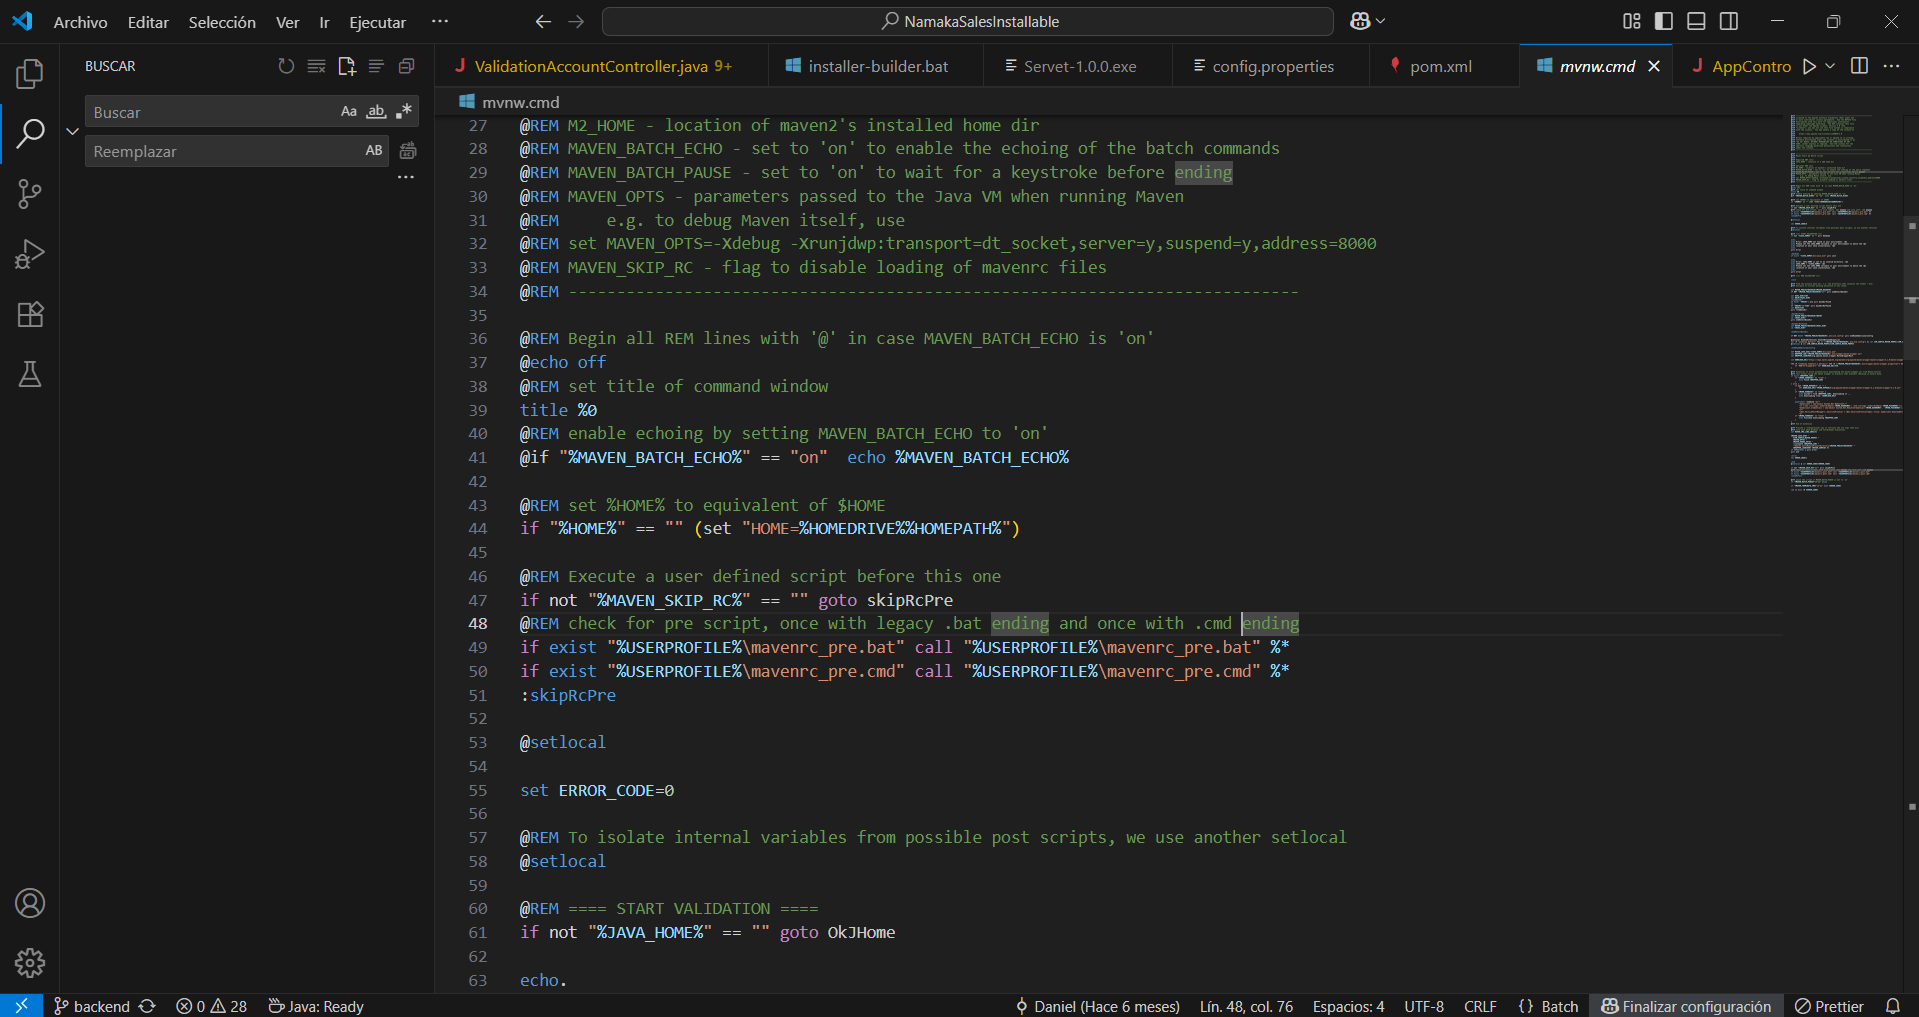 Archivo Editar Selección Ver Ir Ejecutar ···
NamakaSalesInstallable
BUSCAR
Buscar
Aa ab
Reemplazar
AB
ValidationAccountController.java 9+
installer-builder.bat
Servet-1.0.0.exe
config.properties
pom.xml
mvnw.cmd
AppContro
mvnw.cmd
27 @REM M2_HOME - location of maven2's installed home dir
28 @REM MAVEN_BATCH_ECHO - set to 'on' to enable the echoing of the batch commands
29 @REM MAVEN_BATCH_PAUSE - set to 'on' to wait for a keystroke before ending
30 @REM MAVEN_OPTS - parameters passed to the Java VM when running Maven
31 @REM     e.g. to debug Maven itself, use
32 @REM set MAVEN_OPTS=-Xdebug -Xrunjdwp:transport=dt_socket,server=y,suspend=y,address=8000
33 @REM MAVEN_SKIP_RC - flag to disable loading of mavenrc files
34 @REM ----------------------------------------------------------------------------
35
36 @REM Begin all REM lines with '@' in case MAVEN_BATCH_ECHO is 'on'
37 @echo off
38 @REM set title of command window
39 title %0
40 @REM enable echoing by setting MAVEN_BATCH_ECHO to 'on'
41 @if "%MAVEN_BATCH_ECHO%" == "on"  echo %MAVEN_BATCH_ECHO%
42
43 @REM set %HOME% to equivalent of $HOME
44 if "%HOME%" == "" (set "HOME=%HOMEDRIVE%%HOMEPATH%")
45
46 @REM Execute a user defined script before this one
47 if not "%MAVEN_SKIP_RC%" == "" goto skipRcPre
48 @REM check for pre script, once with legacy .bat ending and once with .cmd ending
49 if exist "%USERPROFILE%\mavenrc_pre.bat" call "%USERPROFILE%\mavenrc_pre.bat" %*
50 if exist "%USERPROFILE%\mavenrc_pre.cmd" call "%USERPROFILE%\mavenrc_pre.cmd" %*
51 :skipRcPre
52
53 @setlocal
54
55 set ERROR_CODE=0
56
57 @REM To isolate internal variables from possible post scripts, we use another setlocal
58 @setlocal
59
60 @REM ==== START VALIDATION ====
61 if not "%JAVA_HOME%" == "" goto OkJHome
62
63 echo.
backend
0 28
Java: Ready
Daniel (Hace 6 meses)
Lín. 48, col. 76
Espacios: 4
UTF-8
CRLF
{} Batch
Finalizar configuración
Prettier